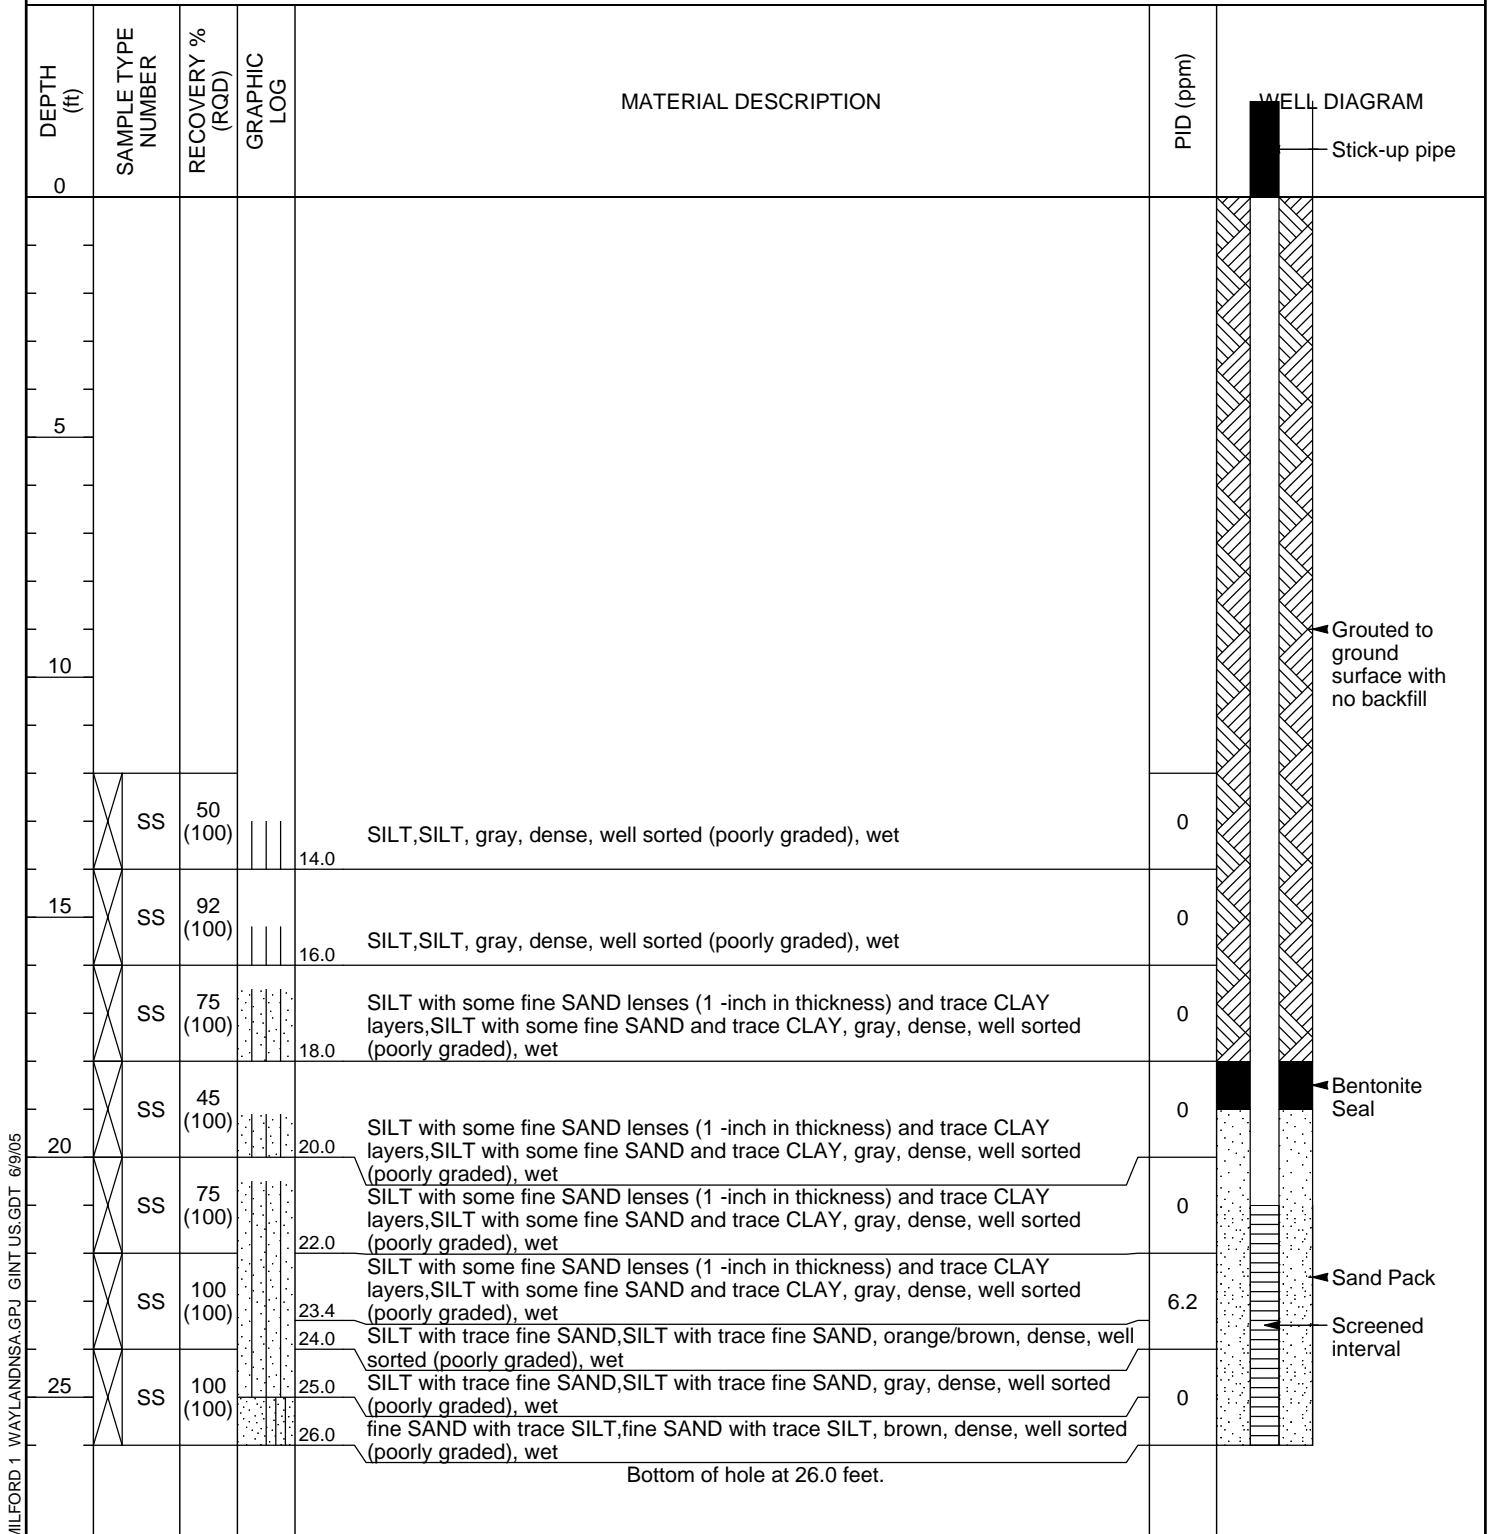 DEPTH
(ft)
SAMPLE TYPE
NUMBER
RECOVERY %
(RQD)
GRAPHIC
LOG
MATERIAL DESCRIPTION
PID (ppm)
WELL DIAGRAM
Stick-up pipe
0
5
Grouted to
ground
surface with
no backfill
10
SS
50
(100)
14.0
SILT,SILT, gray, dense, well sorted (poorly graded), wet
0
15
SS
92
(100)
16.0
SILT,SILT, gray, dense, well sorted (poorly graded), wet
0
SS
75
(100)
18.0
SILT with some fine SAND lenses (1 -inch in thickness) and trace CLAY
layers,SILT with some fine SAND and trace CLAY, gray, dense, well sorted
(poorly graded), wet
0
Bentonite
Seal
SS
45
(100)
20
20.0
SILT with some fine SAND lenses (1 -inch in thickness) and trace CLAY
layers,SILT with some fine SAND and trace CLAY, gray, dense, well sorted
(poorly graded), wet
0
SS
75
(100)
22.0
SILT with some fine SAND lenses (1 -inch in thickness) and trace CLAY
layers,SILT with some fine SAND and trace CLAY, gray, dense, well sorted
(poorly graded), wet
0
SS
100
(100)
23.4
SILT with some fine SAND lenses (1 -inch in thickness) and trace CLAY
layers,SILT with some fine SAND and trace CLAY, gray, dense, well sorted
(poorly graded), wet
6.2
Sand Pack
Screened
interval
24.0
SILT with trace fine SAND,SILT with trace fine SAND, orange/brown, dense, well
sorted (poorly graded), wet
25
SS
100
(100)
25.0
SILT with trace fine SAND,SILT with trace fine SAND, gray, dense, well sorted
(poorly graded), wet
0
26.0
fine SAND with trace SILT,fine SAND with trace SILT, brown, dense, well sorted
(poorly graded), wet
Bottom of hole at 26.0 feet.
MILFORD 1 WAYLANDNSA.GPJ GINT US.GDT 6/9/05